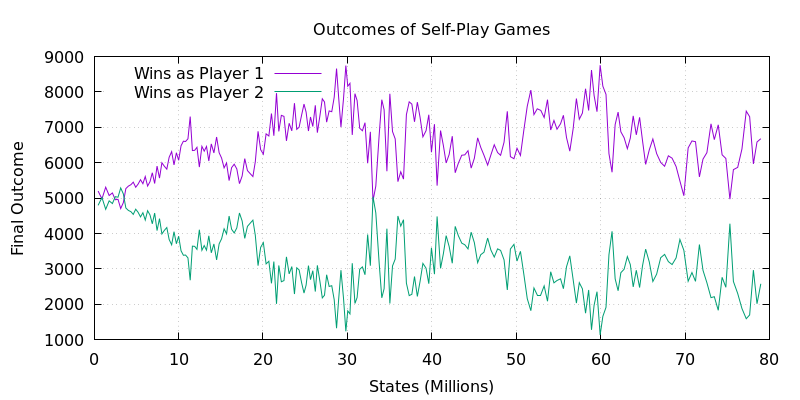 Outcomes of Self-Play Games
Final Outcome
9000
8000
7000
6000
5000
4000
3000
2000
1000
Wins as Player 1
Wins as Player 2
0 10 20 30 40 50 60 70 80
States (Millions)